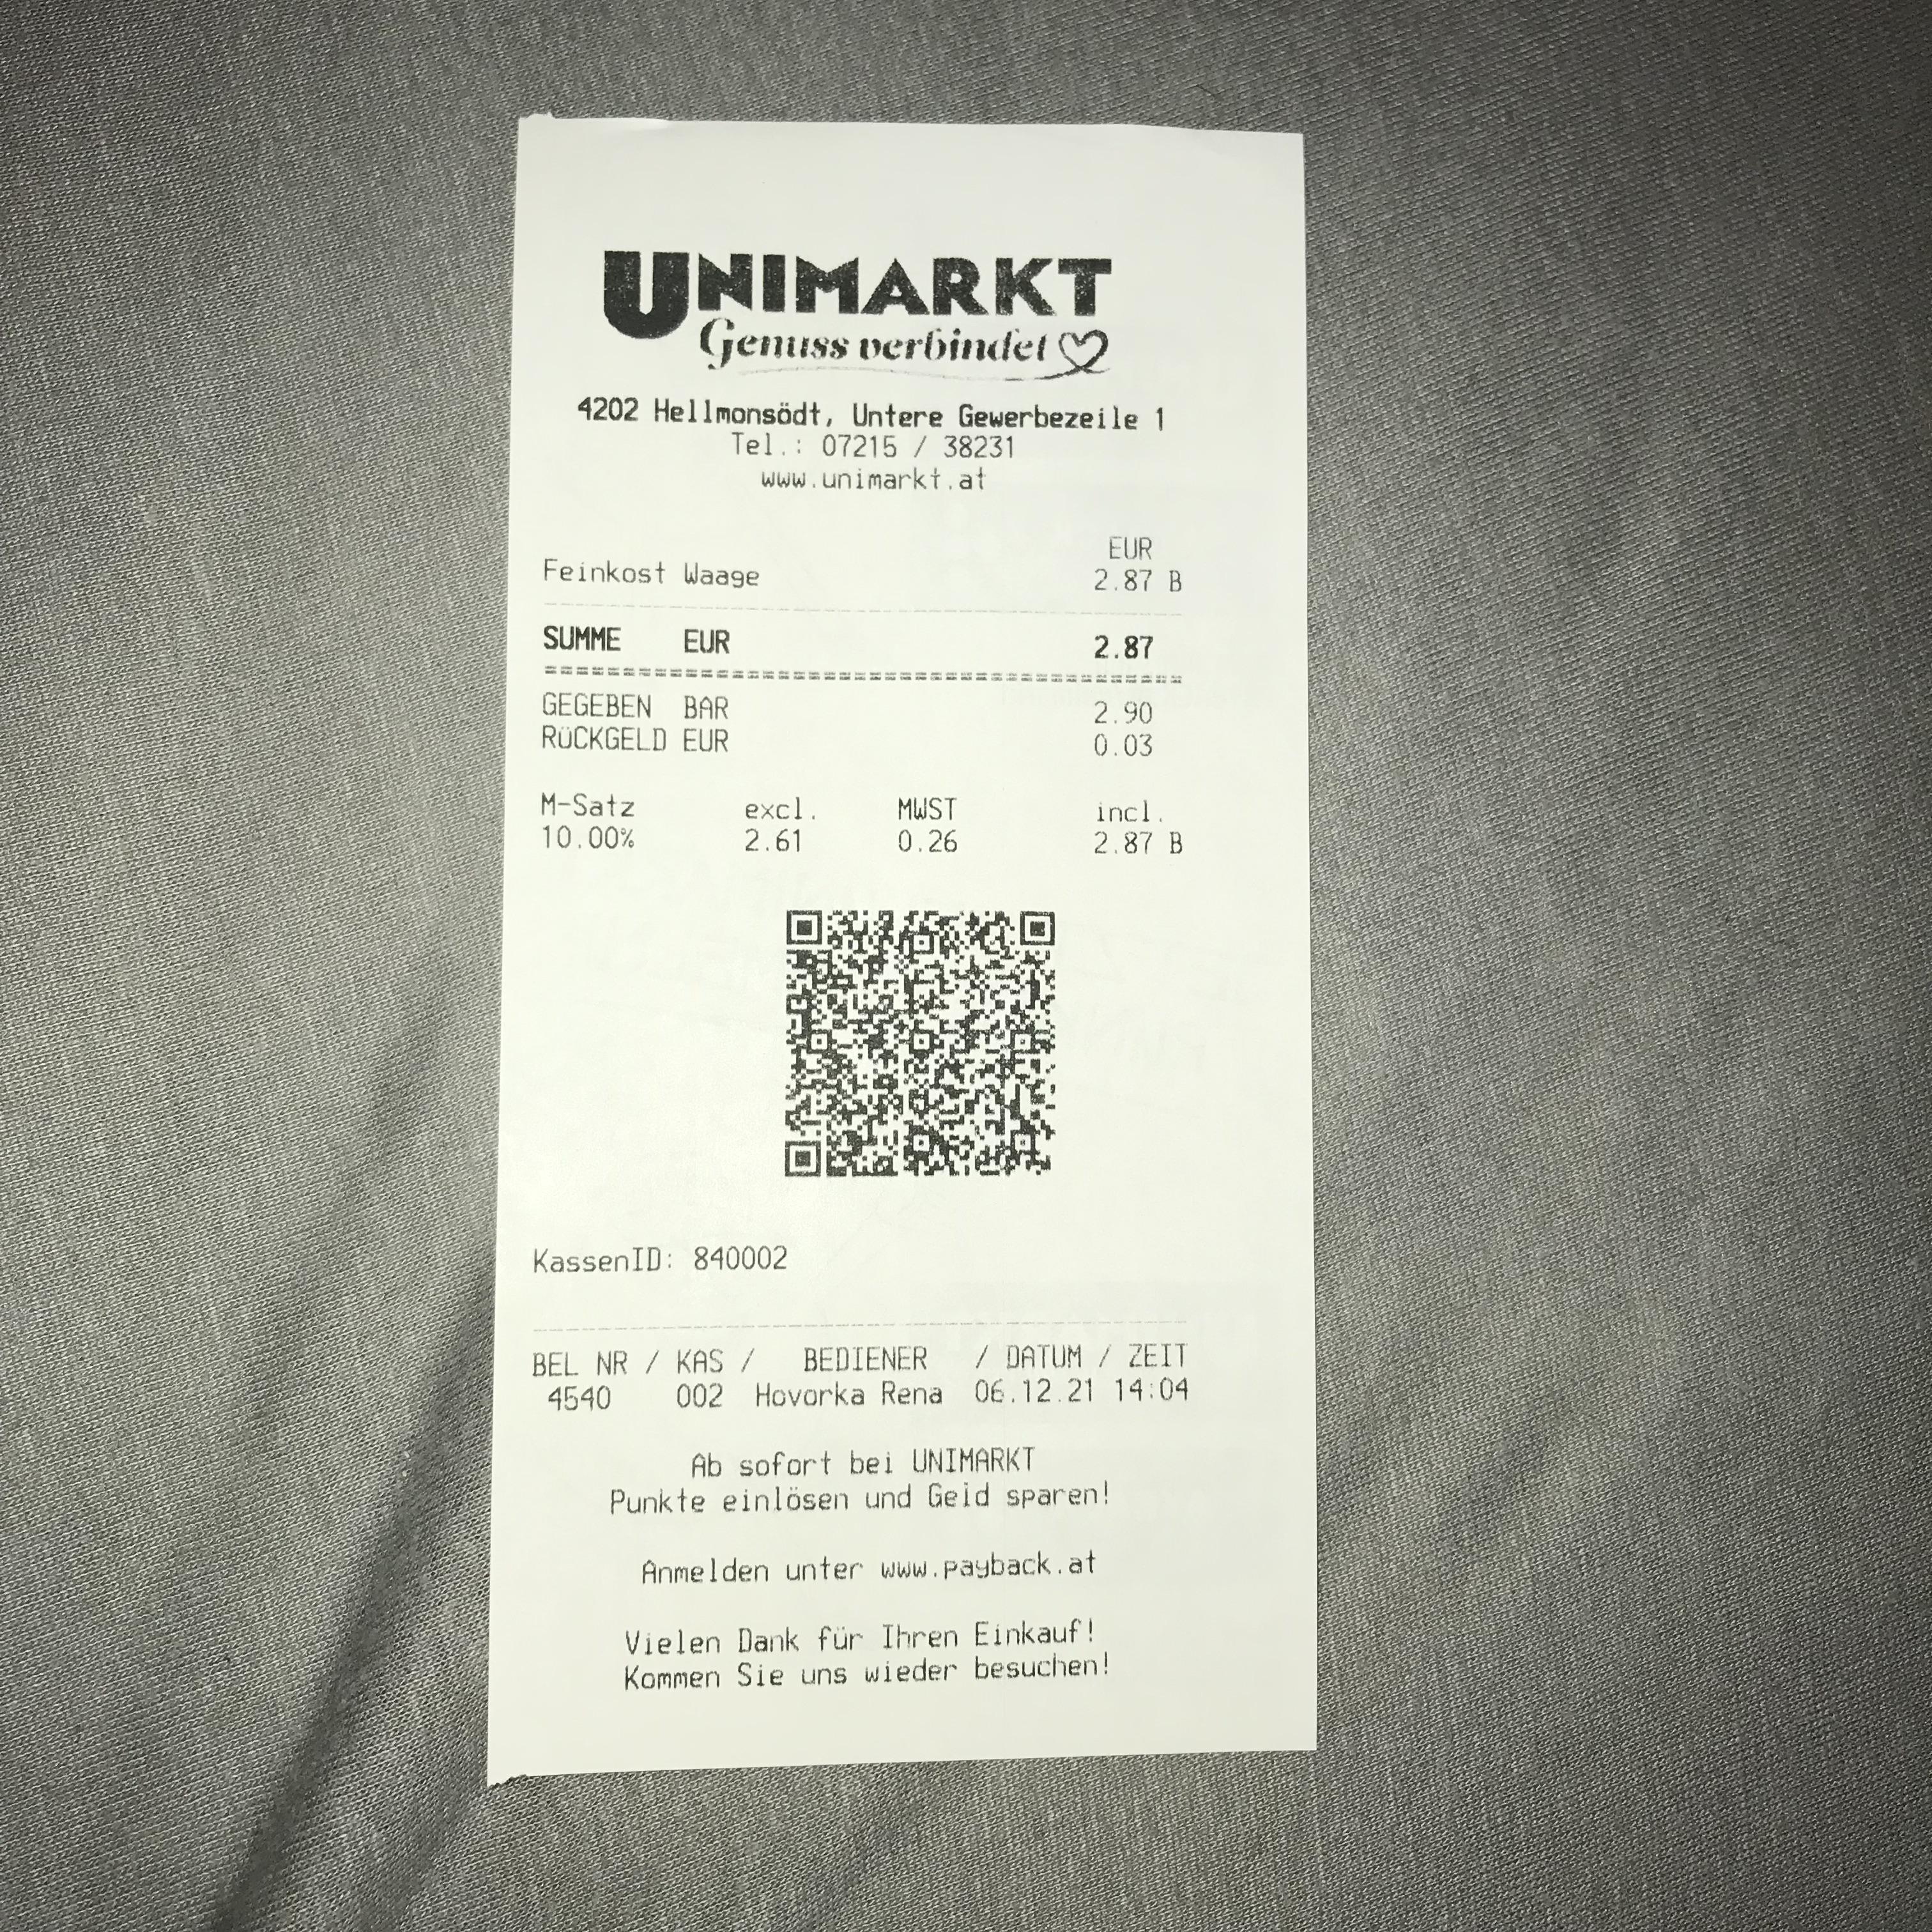 UNIMARKT
Genuss verbindet
4202 Hellmonsödt, Untere Gewerbezeile 1
Tel.: 07215 / 38231
www.unimarkt.at
EUR
Feinkost Waage 2.87 B
SUMME EUR 2.87
GEGEBEN BAR 2.90
RÜCKGELD EUR 0.03
M-Satz excl. MWST incl.
10.00% 2.61 0.26 2.87 B
KassenID: 840002
BEL NR / KAS / BEDIENER / DATUM / ZEIT
4540 002 Hovorka Rena 06.12.21 14:04
Ab sofort bei UNIMARKT
Punkte einlösen und Geld sparen!
Anmelden unter www.payback.at
Vielen Dank für Ihren Einkauf!
Kommen Sie uns wieder besuchen!